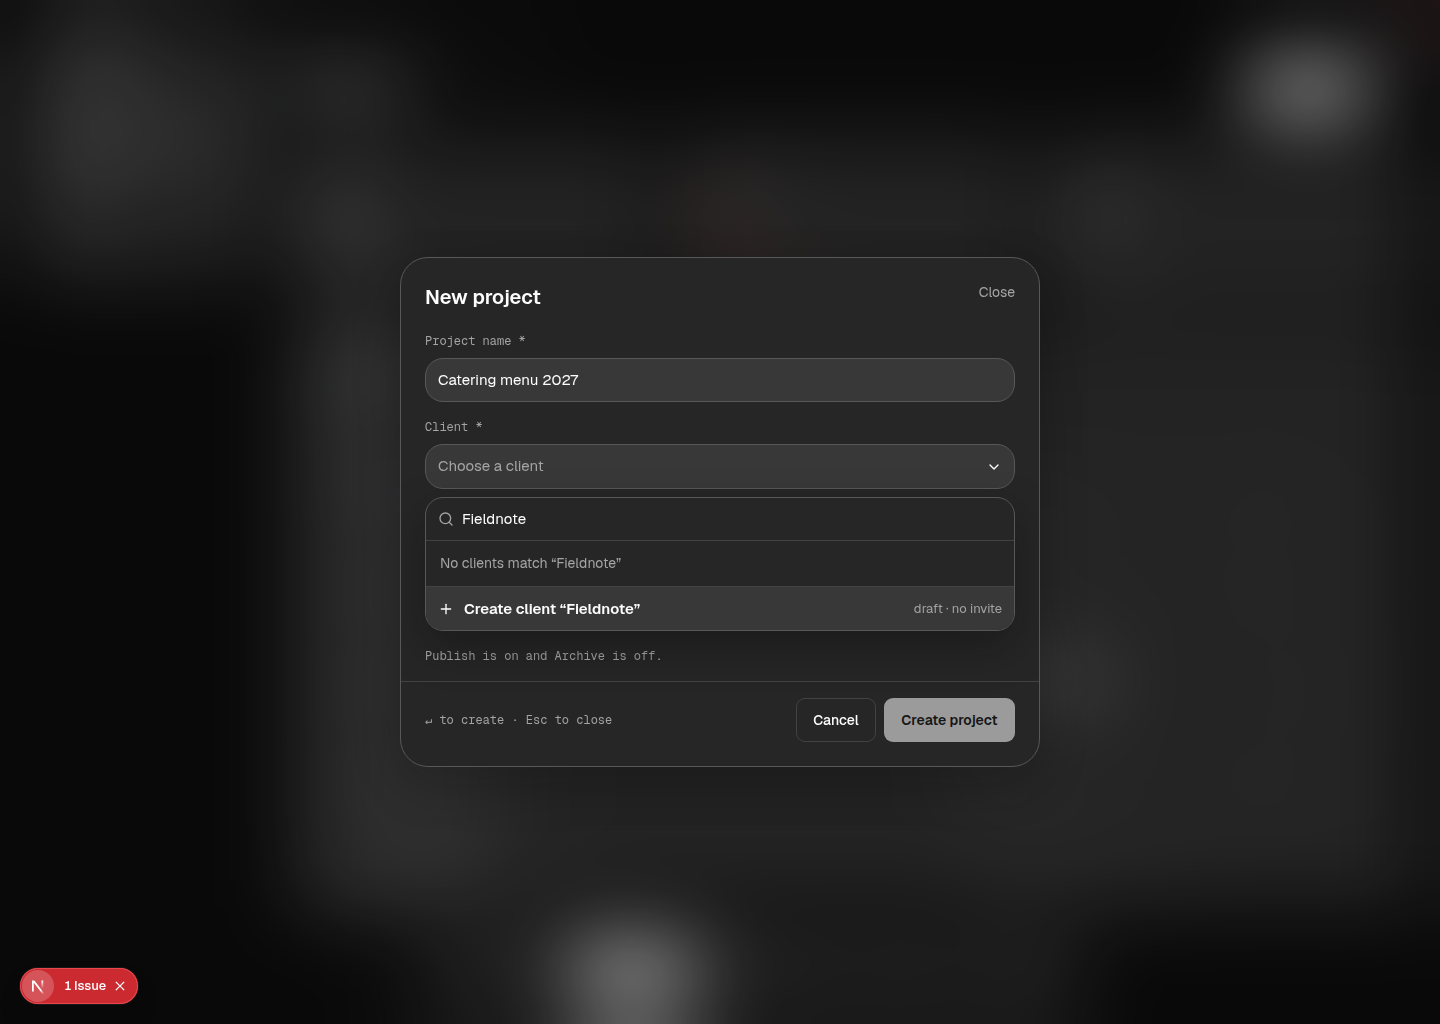 New project
Close
Project name *
Catering menu 2027
Client *
Choose a client
Fieldnote
No clients match “Fieldnote”
Create client “Fieldnote”
draft · no invite
Publish is on and Archive is off.
↵ to create · Esc to close
Cancel
Create project
N
1 Issue